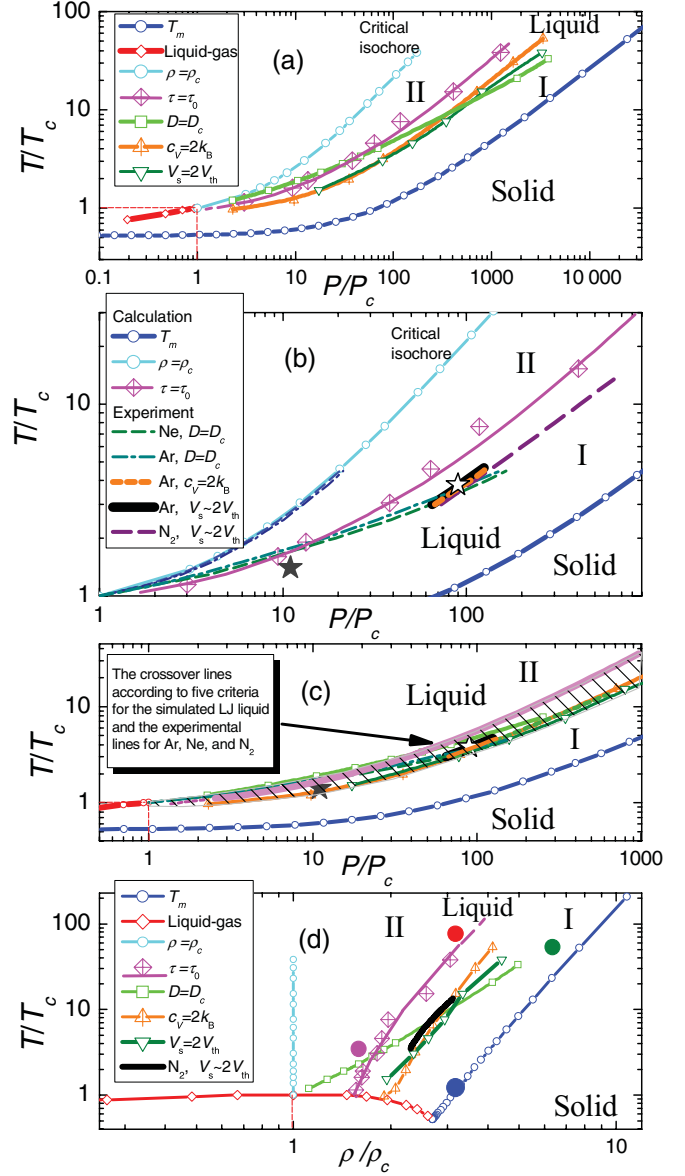 100
10
1
T/T_c
T_m
Liquid-gas
ρ=ρ_c
τ=τ_0
D=D_c
c_V=2k_B
V_s=2V_th
(a)
Critical
isochore
Liquid
II
I
Solid
0.1
1
10
100
1000
10 000
P/P_c
10
1
T/T_c
Calculation
T_m
ρ=ρ_c
τ=τ_0
Experiment
Ne, D=D_c
Ar, D=D_c
Ar, c_V=2k_B
Ar, V_s~2V_th
N_2, V_s~2V_th
(b)
Critical
isochore
II
I
Liquid
Solid
1
10
100
P/P_c
10
1
T/T_c
The crossover lines
according to five criteria
for the simulated LJ liquid
and the experimental
lines for Ar, Ne, and N_2
(c)
Liquid
II
I
Solid
1
10
100
1000
P/P_c
100
10
1
T/T_c
T_m
Liquid-gas
ρ=ρ_c
τ=τ_0
D=D_c
c_V=2k_B
V_s=2V_th
N_2, V_s~2V_th
(d)
II
Liquid
I
Solid
1
10
ρ/ρ_c